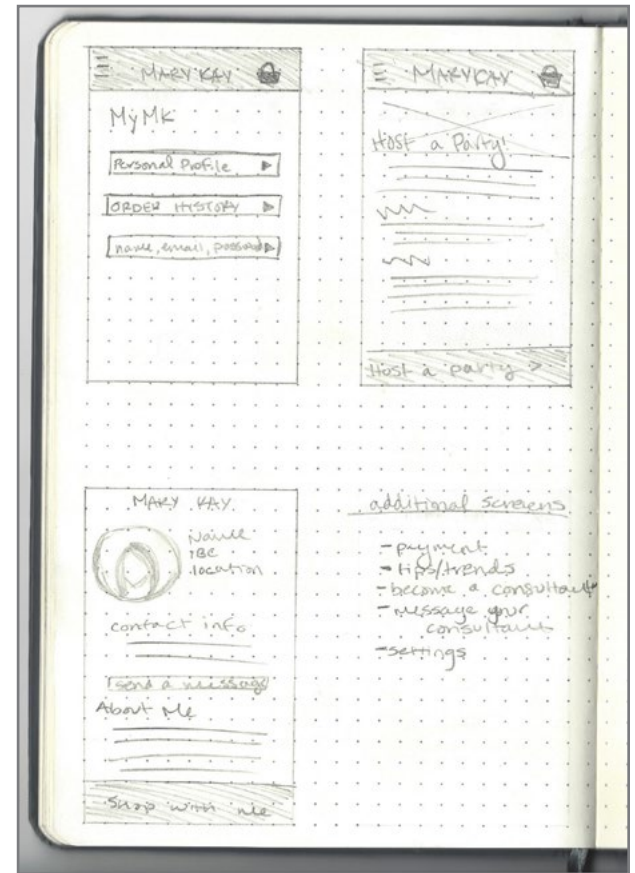 MARY KAY
MyMK
Personal Profile
ORDER HISTORY
name, email, password
MARY KAY
Host a Party!
Host a party >
MARY KAY
Name
IBC
location
contact info
send a message
About Me
Shop with me
additional screens
- payment
- tips/trends
- become a consultant
- message your
consultant
- settings